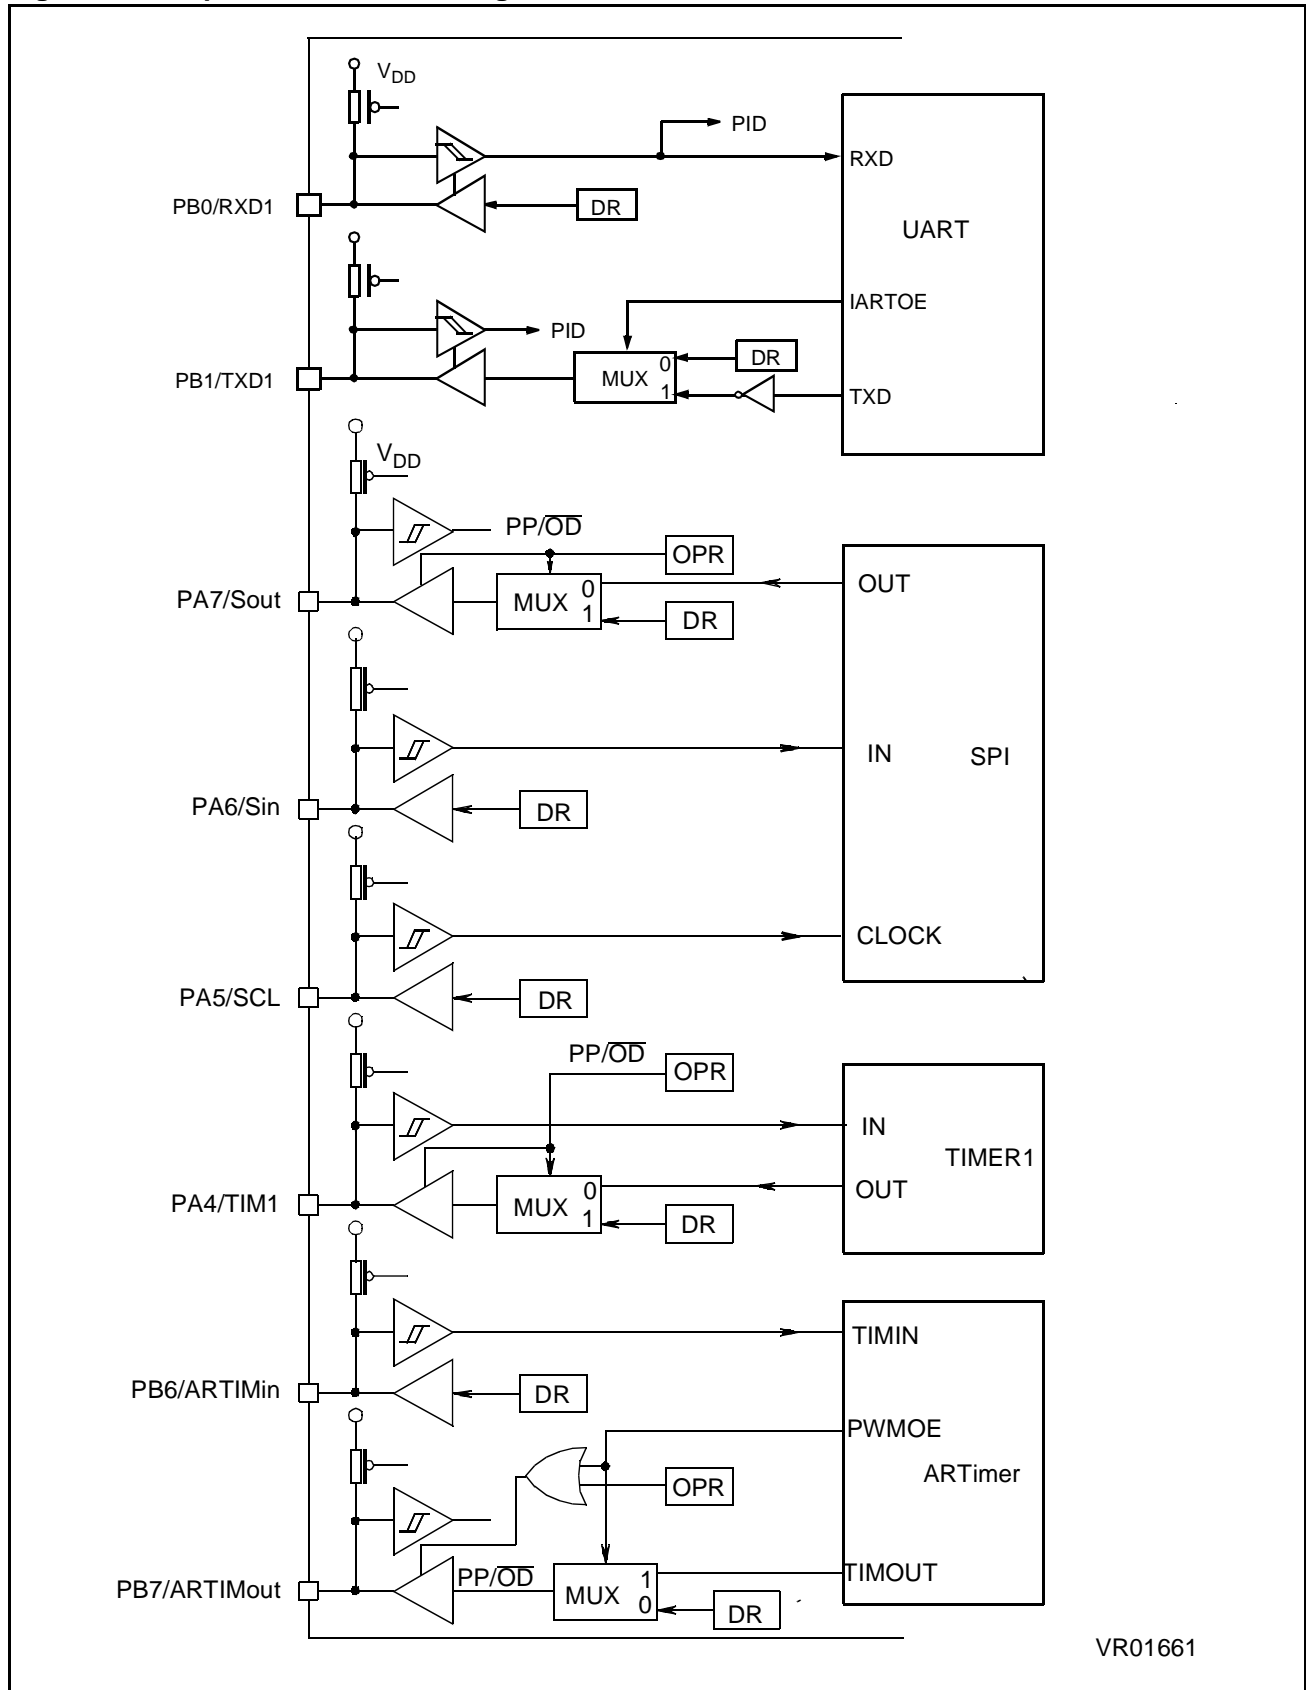 VDD
PID
RXD
PB0/RXD1
DR
UART
IARTOE
PID
DR
MUX 0
1
PB1/TXD1
TXD
VDD
PP/OD
OPR
OUT
PA7/Sout
MUX 0
1
DR
IN
SPI
PA6/Sin
DR
CLOCK
PA5/SCL
DR
PP/OD
OPR
IN
TIMER1
OUT
PA4/TIM1
MUX 0
1
DR
TIMIN
PB6/ARTIMin
DR
PWMOE
ARTimer
OPR
TIMOUT
PP/OD
PB7/ARTIMout
MUX 1
0
DR
VR01661